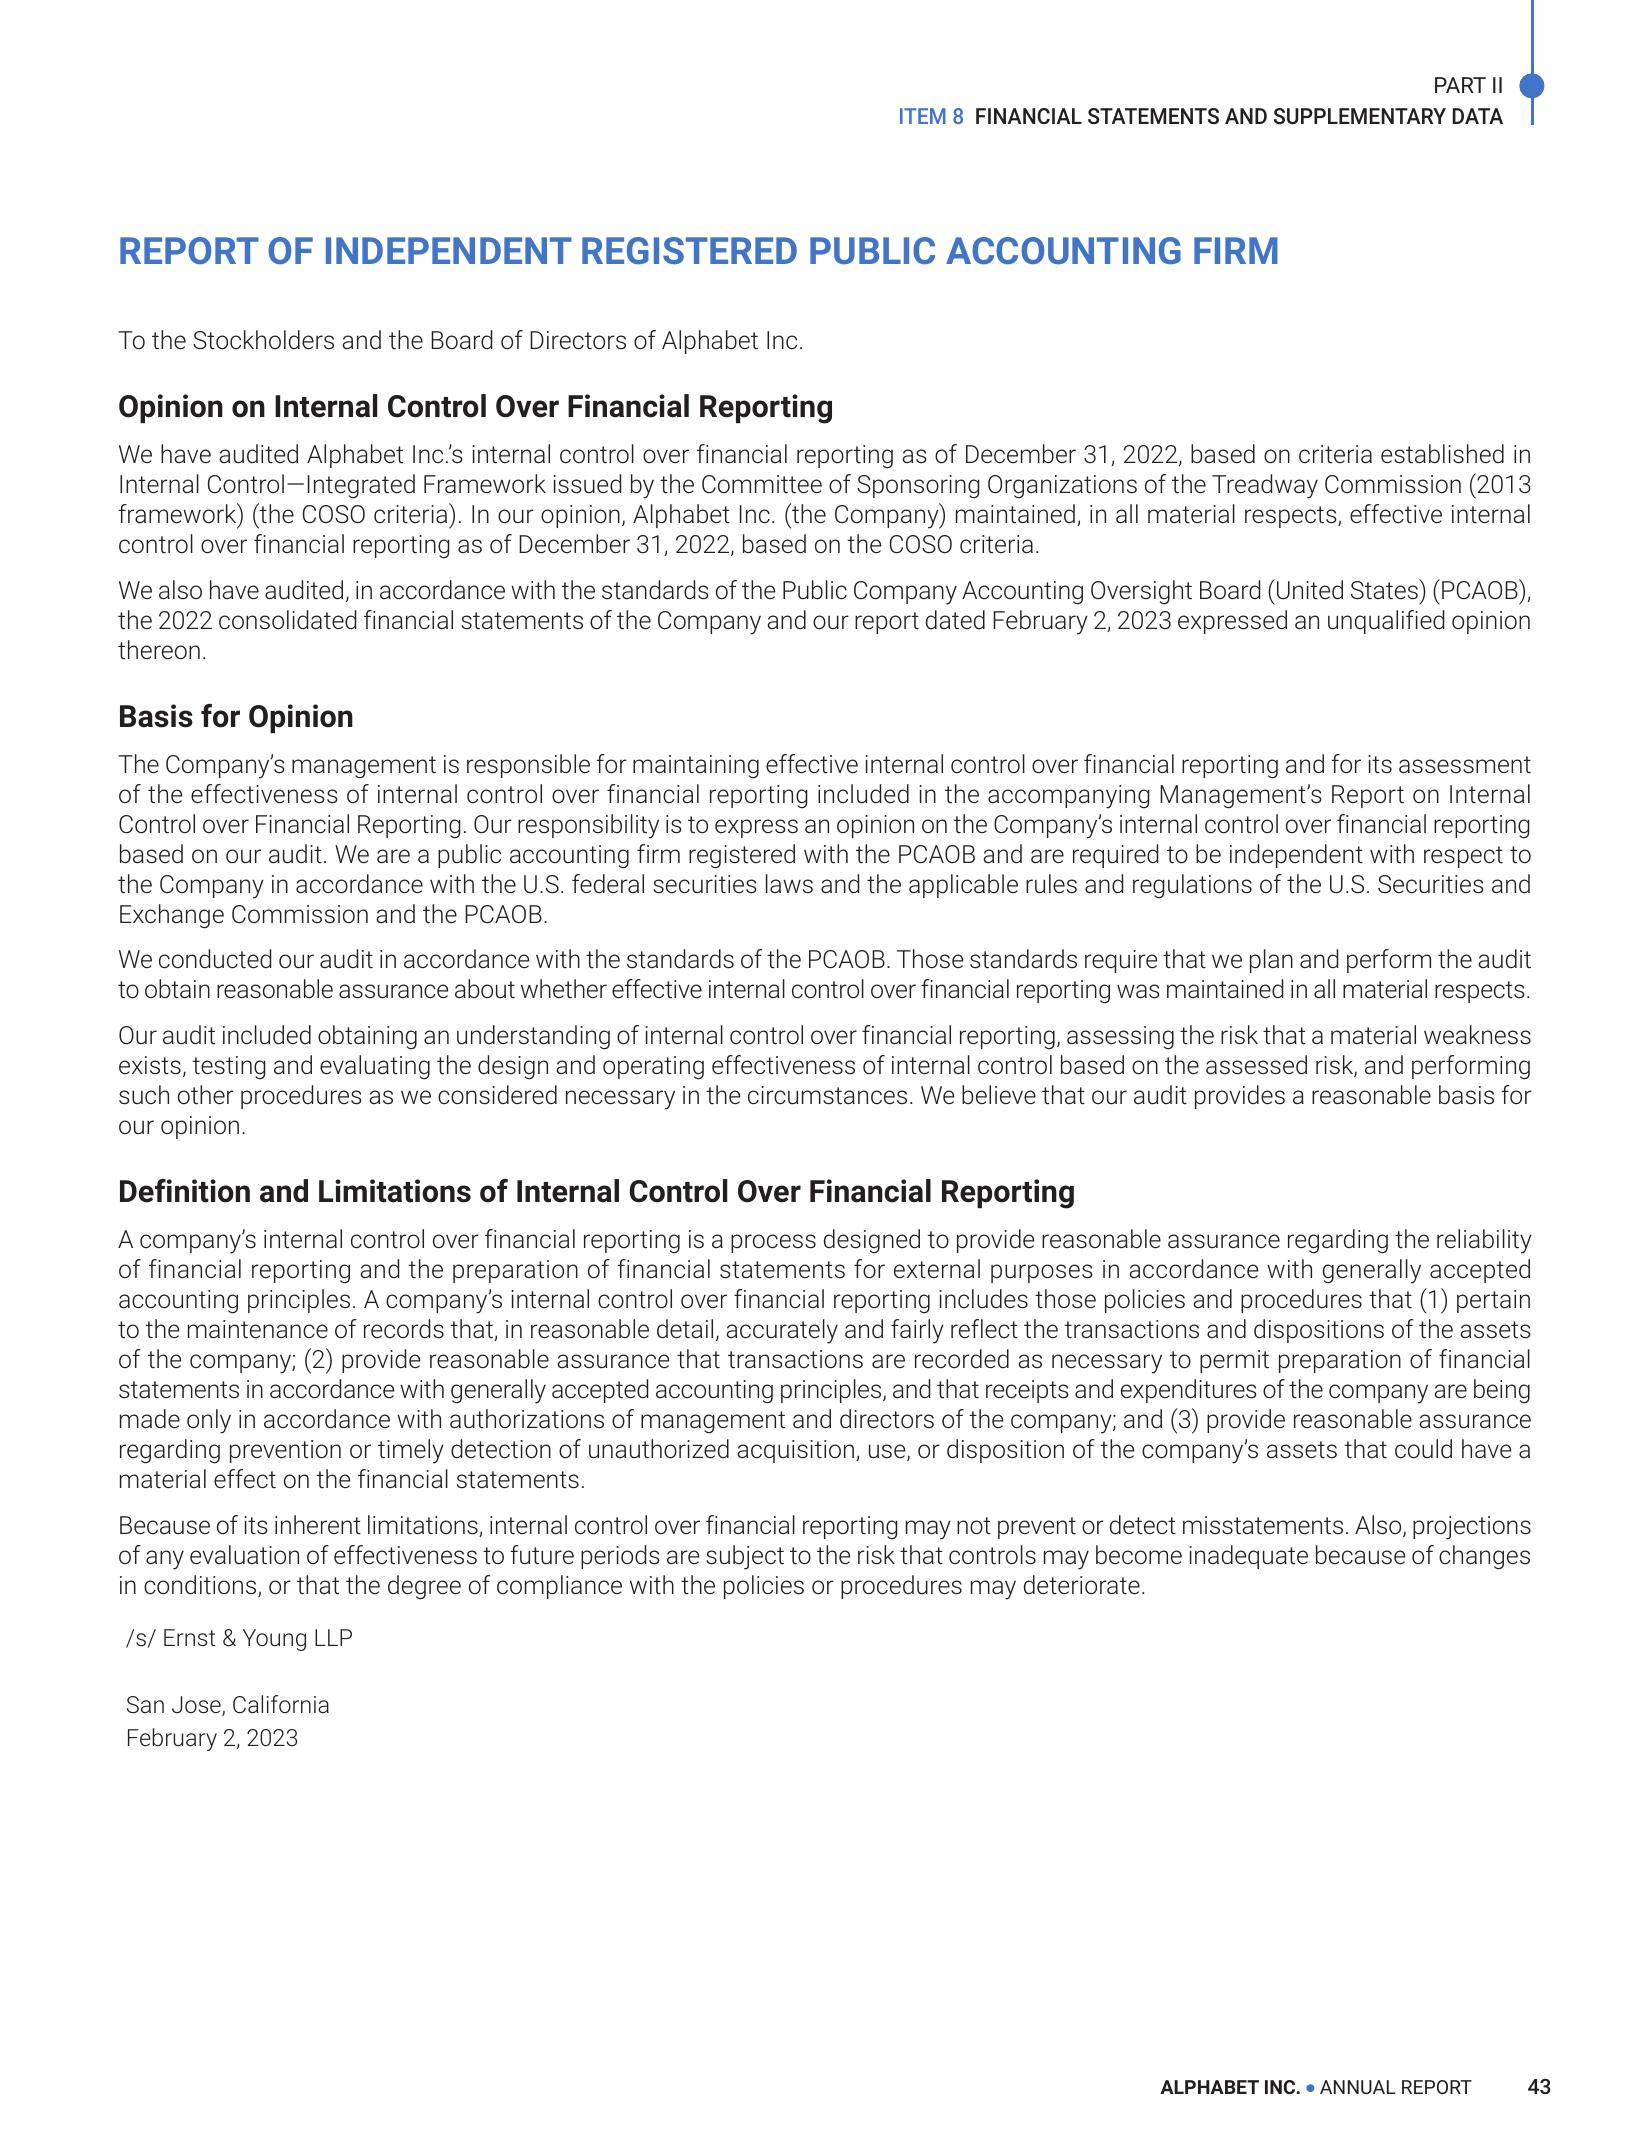 PART II
ITEM 8 FINANCIAL STATEMENTS AND SUPPLEMENTARY DATA
REPORT OF INDEPENDENT REGISTERED PUBLIC ACCOUNTING FIRM
To the Stockholders and the Board of Directors of Alphabet Inc.
Opinion on Internal Control Over Financial Reporting
We have audited Alphabet Inc.’s internal control over financial reporting as of December 31, 2022, based on criteria established in
Internal Control—Integrated Framework issued by the Committee of Sponsoring Organizations of the Treadway Commission (2013
framework) (the COSO criteria). In our opinion, Alphabet Inc. (the Company) maintained, in all material respects, effective internal
control over financial reporting as of December 31, 2022, based on the COSO criteria.
We also have audited, in accordance with the standards of the Public Company Accounting Oversight Board (United States) (PCAOB),
the 2022 consolidated financial statements of the Company and our report dated February 2, 2023 expressed an unqualified opinion
thereon.
Basis for Opinion
The Company’s management is responsible for maintaining effective internal control over financial reporting and for its assessment
of the effectiveness of internal control over financial reporting included in the accompanying Management’s Report on Internal
Control over Financial Reporting. Our responsibility is to express an opinion on the Company’s internal control over financial reporting
based on our audit. We are a public accounting firm registered with the PCAOB and are required to be independent with respect to
the Company in accordance with the U.S. federal securities laws and the applicable rules and regulations of the U.S. Securities and
Exchange Commission and the PCAOB.
We conducted our audit in accordance with the standards of the PCAOB. Those standards require that we plan and perform the audit
to obtain reasonable assurance about whether effective internal control over financial reporting was maintained in all material respects.
Our audit included obtaining an understanding of internal control over financial reporting, assessing the risk that a material weakness
exists, testing and evaluating the design and operating effectiveness of internal control based on the assessed risk, and performing
such other procedures as we considered necessary in the circumstances. We believe that our audit provides a reasonable basis for
our opinion.
Definition and Limitations of Internal Control Over Financial Reporting
A company’s internal control over financial reporting is a process designed to provide reasonable assurance regarding the reliability
of financial reporting and the preparation of financial statements for external purposes in accordance with generally accepted
accounting principles. A company’s internal control over financial reporting includes those policies and procedures that (1) pertain
to the maintenance of records that, in reasonable detail, accurately and fairly reflect the transactions and dispositions of the assets
of the company; (2) provide reasonable assurance that transactions are recorded as necessary to permit preparation of financial
statements in accordance with generally accepted accounting principles, and that receipts and expenditures of the company are being
made only in accordance with authorizations of management and directors of the company; and (3) provide reasonable assurance
regarding prevention or timely detection of unauthorized acquisition, use, or disposition of the company’s assets that could have a
material effect on the financial statements.
Because of its inherent limitations, internal control over financial reporting may not prevent or detect misstatements. Also, projections
of any evaluation of effectiveness to future periods are subject to the risk that controls may become inadequate because of changes
in conditions, or that the degree of compliance with the policies or procedures may deteriorate.
/s/ Ernst & Young LLP
San Jose, California
February 2, 2023
ALPHABET INC. • ANNUAL REPORT 43